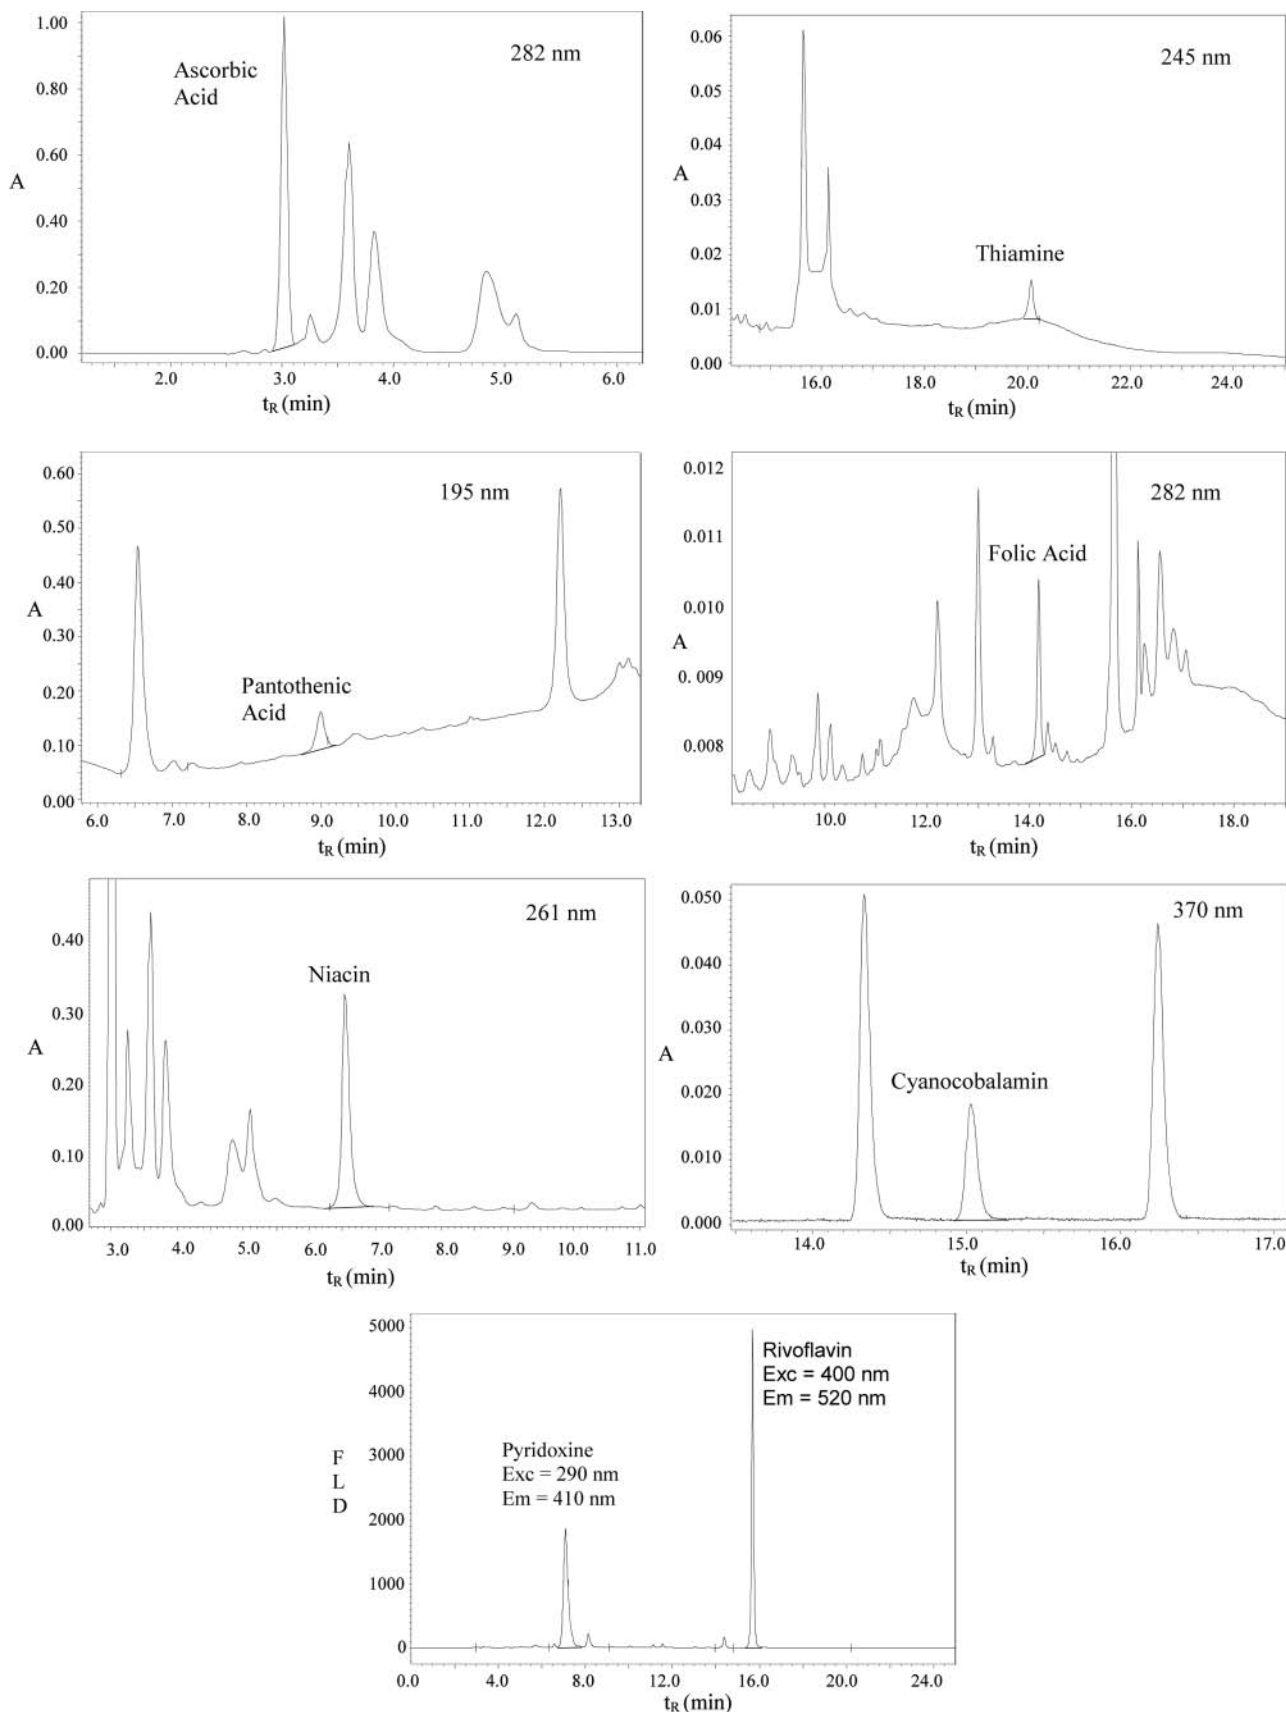 1.00
0.80
0.60
0.40
0.20
0.00
A
Ascorbic
Acid
282 nm
2.0 3.0 4.0 5.0 6.0
tR (min)
0.06
0.05
0.04
0.03
0.02
0.01
0.00
A
245 nm
Thiamine
16.0 18.0 20.0 22.0 24.0
tR (min)
0.60
0.50
0.40
0.30
0.20
0.10
0.00
A
195 nm
Pantothenic
Acid
6.0 7.0 8.0 9.0 10.0 11.0 12.0 13.0
tR (min)
0.012
0.011
0.010
0. 009
0.008
A
282 nm
Folic Acid
10.0 12.0 14.0 16.0 18.0
tR (min)
0.40
0.30
0.20
0.10
0.00
A
261 nm
Niacin
3.0 4.0 5.0 6.0 7.0 8.0 9.0 10.0 11.0
tR (min)
0.050
0.040
0.030
0.020
0.010
0.000
A
370 nm
Cyanocobalamin
14.0 15.0 16.0 17.0
tR (min)
5000
4000
3000
2000
1000
0
F
L
D
Pyridoxine
Exc = 290 nm
Em = 410 nm
Rivoflavin
Exc = 400 nm
Em = 520 nm
0.0 4.0 8.0 12.0 16.0 20.0 24.0
tR (min)